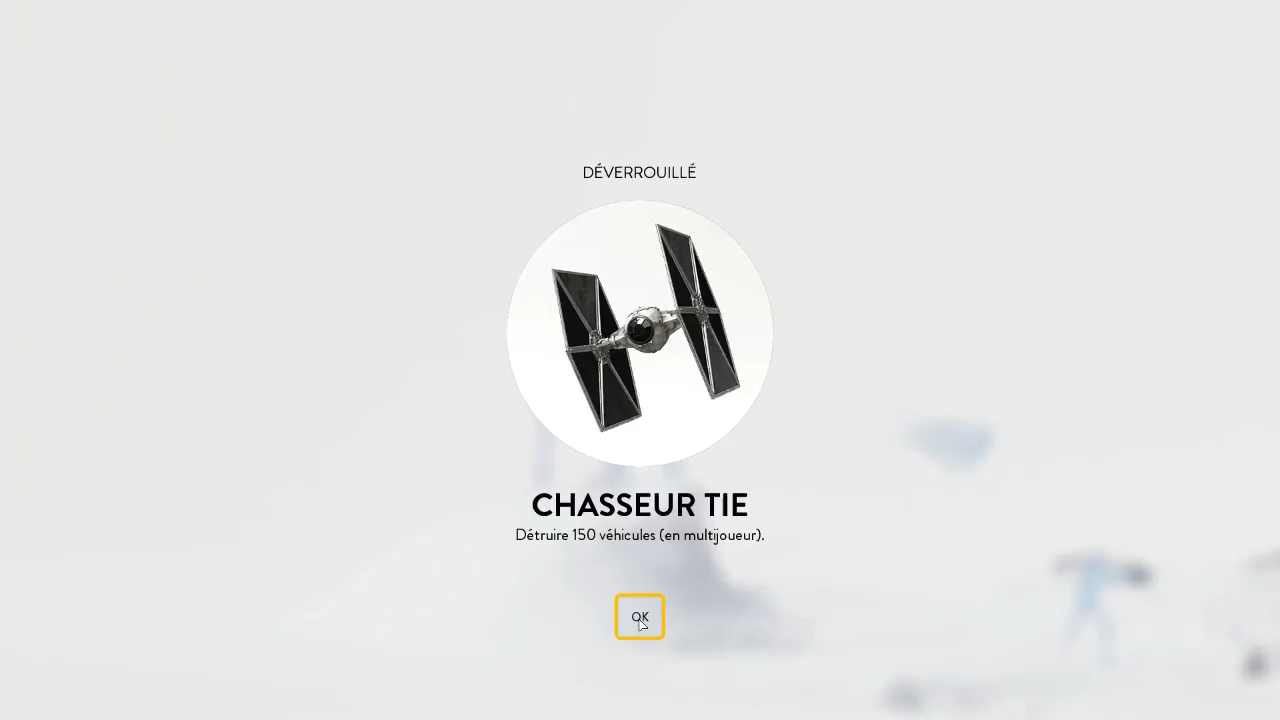 DÉVERROUILLÉ
CHASSEUR TIE
Détruire 150 véhicules (en multijoueur).
OK